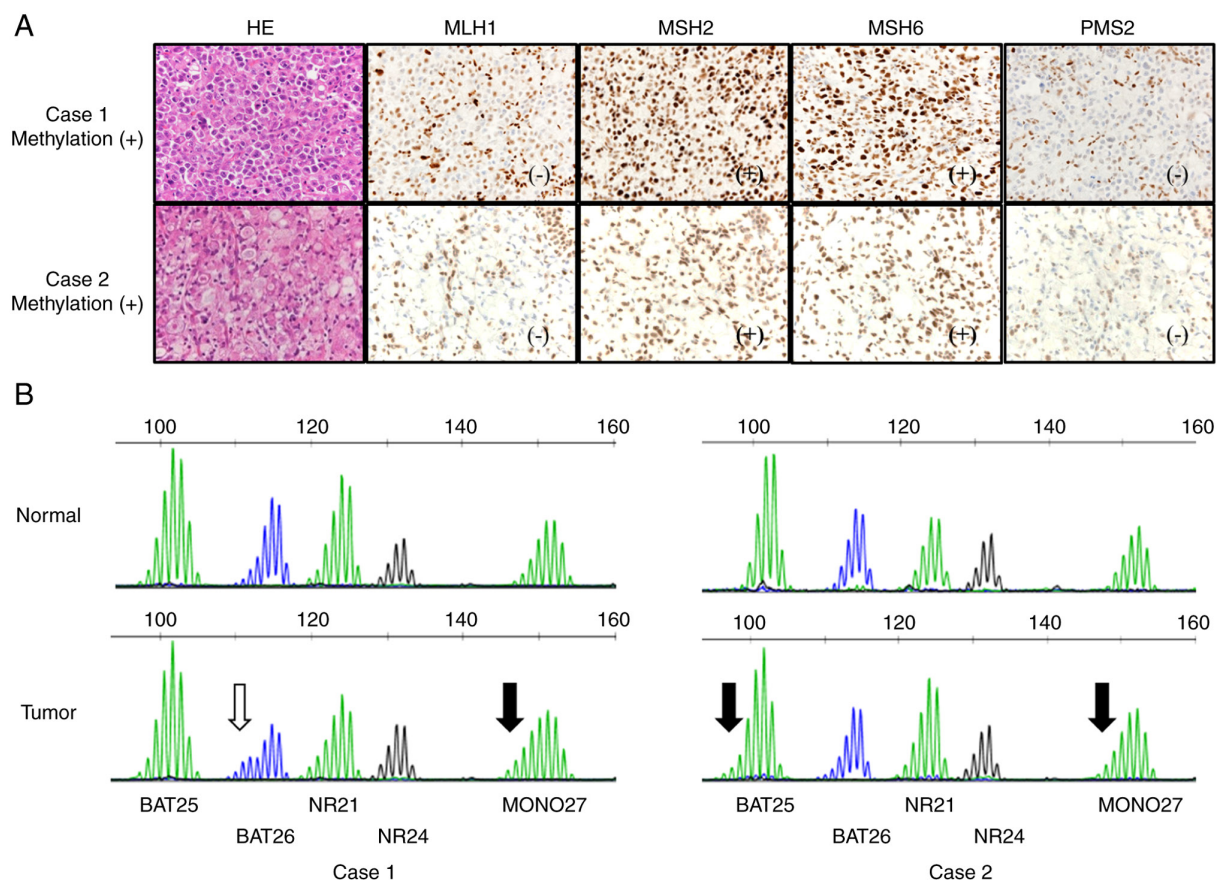 A
HE MLH1 MSH2 MSH6 PMS2
Case 1
Methylation (+)
(-) (+) (+) (-)
Case 2
Methylation (+)
(-) (+) (+) (-)
B
100 120 140 160 100 120 140 160
Normal
100 120 140 160 100 120 140 160
Tumor
BAT25 NR21 MONO27 BAT25 NR21 MONO27
BAT26 NR24 BAT26 NR24
Case 1 Case 2